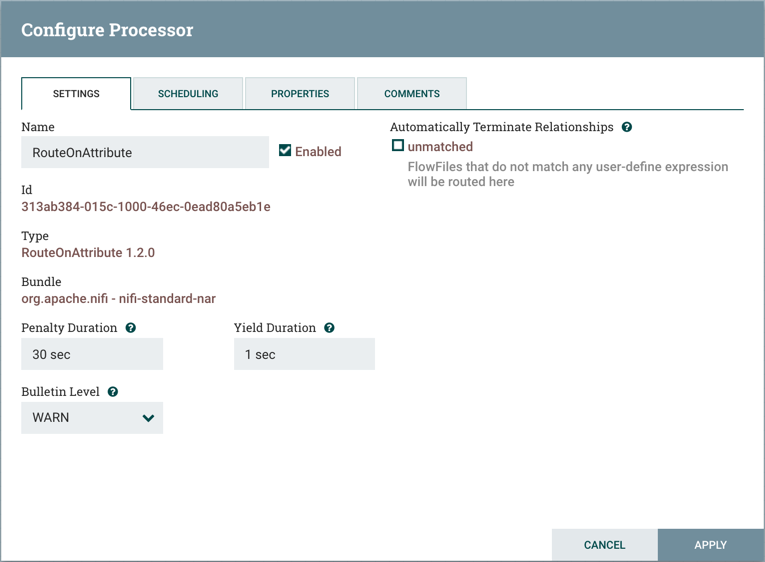 Configure Processor
SETTINGS
SCHEDULING
PROPERTIES
COMMENTS
Name
RouteOnAttribute
Enabled
Id
313ab384-015c-1000-46ec-0ead80a5eb1e
Type
RouteOnAttribute 1.2.0
Bundle
org.apache.nifi - nifi-standard-nar
Penalty Duration ?
Yield Duration ?
30 sec
1 sec
Bulletin Level ?
WARN
Automatically Terminate Relationships ?
unmatched
FlowFiles that do not match any user-define expression
will be routed here
CANCEL
APPLY